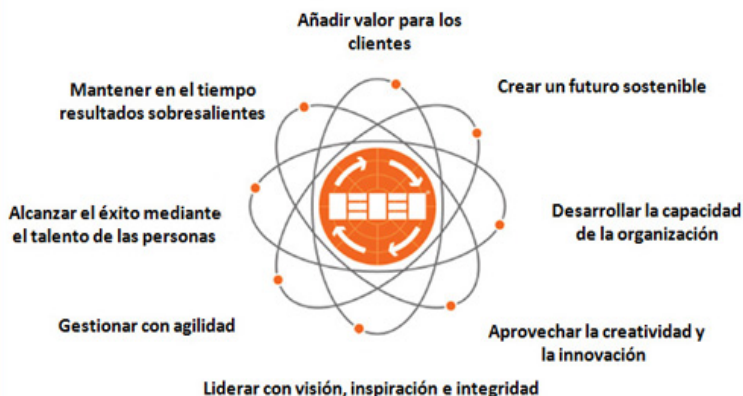 Añadir valor para los
clientes
Crear un futuro sostenible
Desarrollar la capacidad
de la organización
Aprovechar la creatividad y
la innovación
Liderar con visión, inspiración e integridad
Gestionar con agilidad
Alcanzar el éxito mediante
el talento de las personas
Mantener en el tiempo
resultados sobresalientes